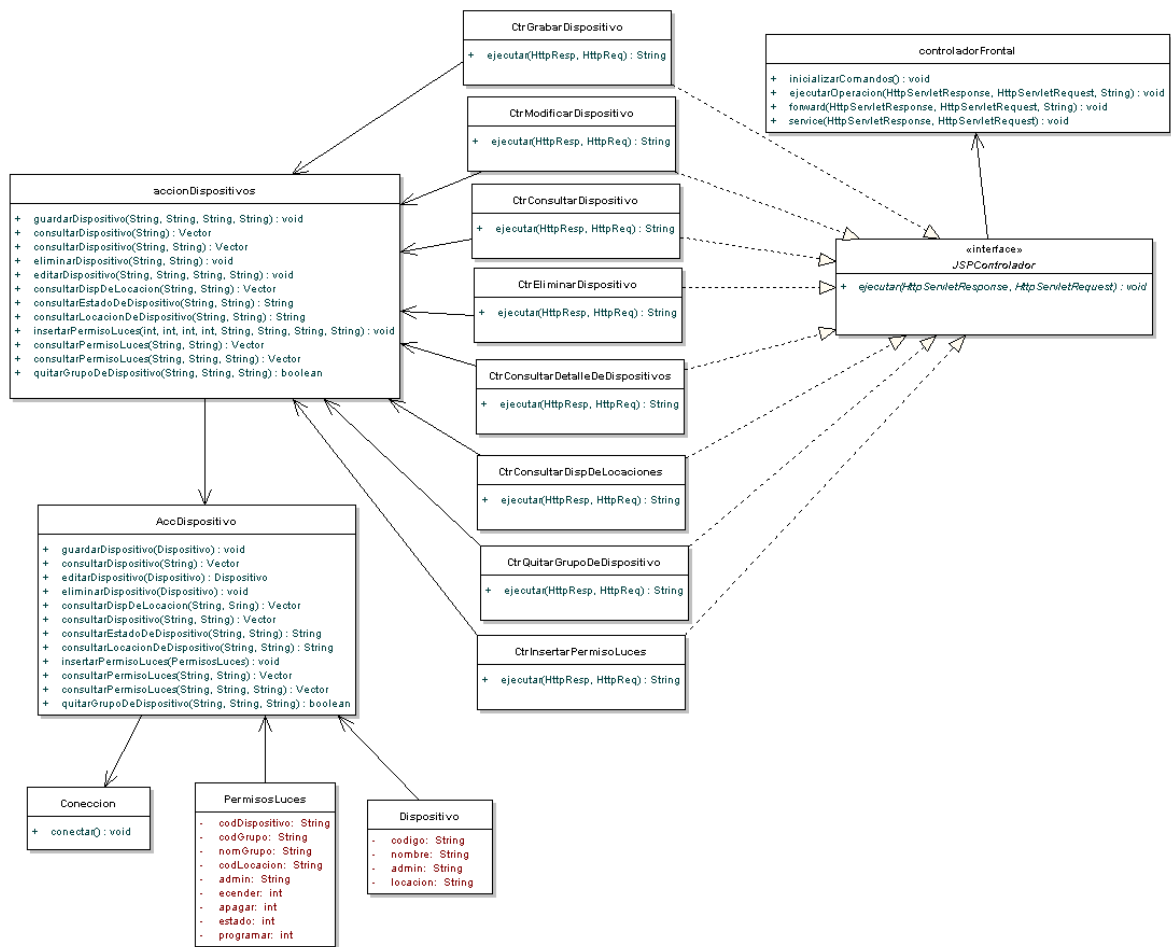 CtrGrabarDispositivo
+ ejecutar(HttpResp, HttpReq) : String
controladorFrontal
+ inicializarComandos() : void
+ ejecutarOperacion(HttpServletResponse, HttpServletRequest, String) : void
+ forward(HttpServletResponse, HttpServletRequest, String) : void
+ service(HttpServletResponse, HttpServletRequest) : void
CtrModificarDispositivo
+ ejecutar(HttpResp, HttpReq) : String
accionDispositivos
+ guardarDispositivo(String, String, String, String) : void
+ consultarDispositivo(String) : Vector
+ consultarDispositivo(String, String) : Vector
+ eliminarDispositivo(String, String) : void
+ editarDispositivo(String, String, String, String) : void
+ consultarDispDeLocacion(String, String) : Vector
+ consultarEstadoDeDispositivo(String, String) : String
+ consultarLocacionDeDispositivo(String, String) : String
+ insertarPermisoLuces(int, int, int, int, String, String, String, String) : void
+ consultarPermisoLuces(String, String) : Vector
+ consultarPermisoLuces(String, String, String) : Vector
+ quitarGrupoDeDispositivo(String, String, String) : boolean
CtrConsultarDispositivo
+ ejecutar(HttpResp, HttpReq) : String
«interface»
JSPControlador
+ ejecutar(HttpServletResponse, HttpServletRequest) : void
CtrEliminarDispositivo
+ ejecutar(HttpResp, HttpReq) : String
CtrConsultarDetalleDeDispositivos
+ ejecutar(HttpResp, HttpReq) : String
CtrConsultarDispDeLocaciones
+ ejecutar(HttpResp, HttpReq) : String
CtrQuitarGrupoDeDispositivo
+ ejecutar(HttpResp, HttpReq) : String
CtrInsertarPermisoLuces
+ ejecutar(HttpResp, HttpReq) : String
AccDispositivo
+ guardarDispositivo(Dispositivo) : void
+ consultarDispositivo(String) : Vector
+ editarDispositivo(Dispositivo) : Dispositivo
+ eliminarDispositivo(Dispositivo) : void
+ consultarDispDeLocacion(String, Sring) : Vector
+ consultarDispositivo(String) : Vector
+ consultarEstadoDeDispositivo(String, String) : String
+ consultarLocacionDeDispositivo(String, String) : String
+ insertarPermisoLuces(PermisosLuces) : void
+ consultarPermisoLuces(String, String) : Vector
+ consultarPermisoLuces(String, String, String) : Vector
+ quitarGrupoDeDispositivo(String, String, String) : boolean
Coneccion
+ conectar() : void
PermisosLuces
- codDispositivo: String
- codGrupo: String
- nomGrupo: String
- codLocacion: String
- admin: String
- ecender: int
- apagar: int
- estado: int
- programar: int
Dispositivo
- codigo: String
- nombre: String
- admin: String
- locacion: String